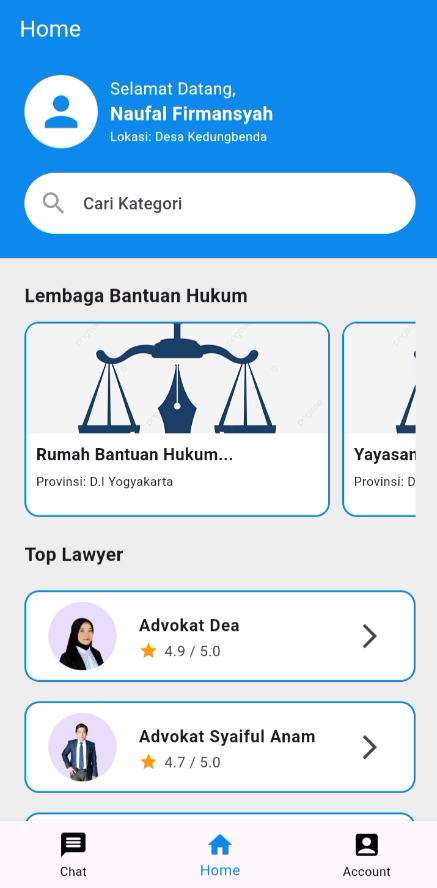 Home
Selamat Datang,
Naufal Firmansyah
Lokasi: Desa Kedungbenda
Cari Kategori
Lembaga Bantuan Hukum
Rumah Bantuan Hukum...
Provinsi: D.I Yogyakarta
Yayasan
Provinsi: D
Top Lawyer
Advokat Dea
4.9 / 5.0
Advokat Syaiful Anam
4.7 / 5.0
Chat
Home
Account